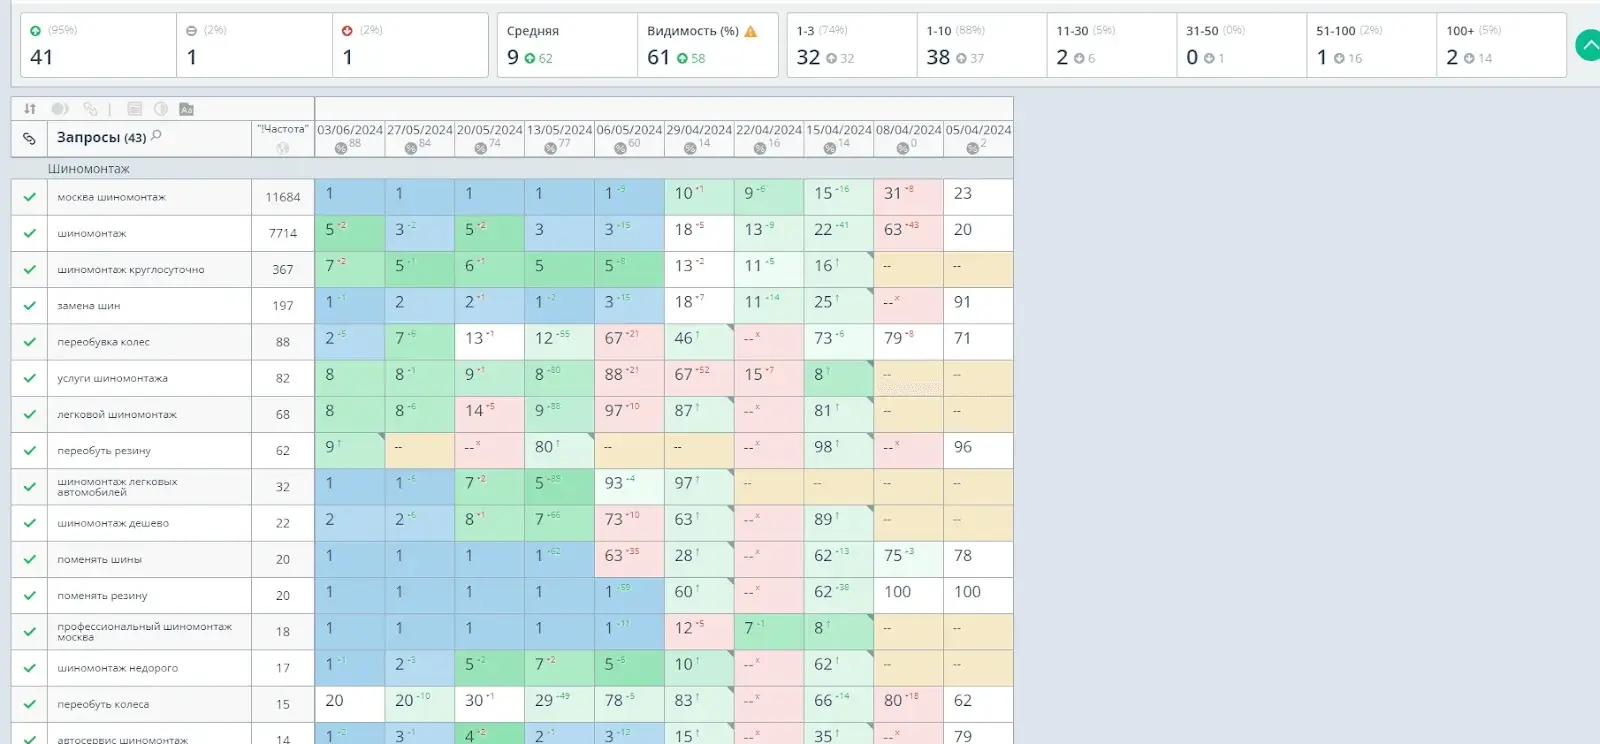 (95%) (2%) (2%) Средняя Видимость (%) 1-3 (74%) 1-10 (88%) 11-30 (5%) 31-50 (0%) 51-100 (2%) 100+ (5%)
41 1 1 9 62 61 58 32 32 38 37 2 6 0 1 1 16 2 14
Запросы (43) "!Частота" 03/06/2024 27/05/2024 20/05/2024 13/05/2024 06/05/2024 29/04/2024 22/04/2024 15/04/2024 08/04/2024 05/04/2024
% 88 % 84 % 74 % 77 % 60 % 14 % 16 % 14 % 0 % 2
Шиномонтаж
москва шиномонтаж 11684 1 1 1 1 1 -9 10 +1 9 -6 15 -16 31 +8 23
шиномонтаж 7714 5 +2 3 -2 5 +2 3 3 -15 18 +5 13 -9 22 -41 63 +43 20
шиномонтаж круглосуточно 367 7 +2 5 -1 6 +1 5 5 -8 13 +2 11 -5 16 ↑ -- --
замена шин 197 1 -1 2 2 +1 1 -2 3 -15 18 +7 11 -14 25 ↑ -- x 91
переобувка колес 88 2 -5 7 -6 13 +1 12 -55 67 +21 46 ↑ -- x 73 -6 79 +8 71
услуги шиномонтажа 82 8 8 -1 9 +1 8 -80 88 +21 67 +52 15 +7 8 ↑ -- --
легковой шиномонтаж 68 8 8 -6 14 +5 9 -88 97 +10 87 ↑ -- x 81 ↑ -- --
переобуть резину 62 9 ↑ -- -- x 80 ↑ -- -- -- x 98 ↑ -- x 96
шиномонтаж легковых
автомобилей 32 1 1 -6 7 +2 5 -88 93 -4 97 ↑ -- -- -- --
шиномонтаж дешево 22 2 2 -6 8 +1 7 -66 73 +10 63 ↑ -- x 89 ↑ -- --
поменять шины 20 1 1 1 1 -62 63 +35 28 ↑ -- x 62 -13 75 -3 78
поменять резину 20 1 1 1 1 1 -59 60 ↑ -- x 62 -38 100 100
профессиональный шиномонтаж
москва 18 1 1 1 1 1 -11 12 +5 7 -1 8 ↑ -- --
шиномонтаж недорого 17 1 -1 2 -3 5 -2 7 +2 5 -5 10 ↑ -- x 62 ↑ -- --
переобуть колеса 15 20 20 -10 30 +1 29 -49 78 -5 83 ↑ -- x 66 -14 80 +18 62
автосервис шиномонтаж 14 1 -2 3 -1 4 +2 2 -1 3 -12 15 ↑ -- x 35 ↑ -- x 79